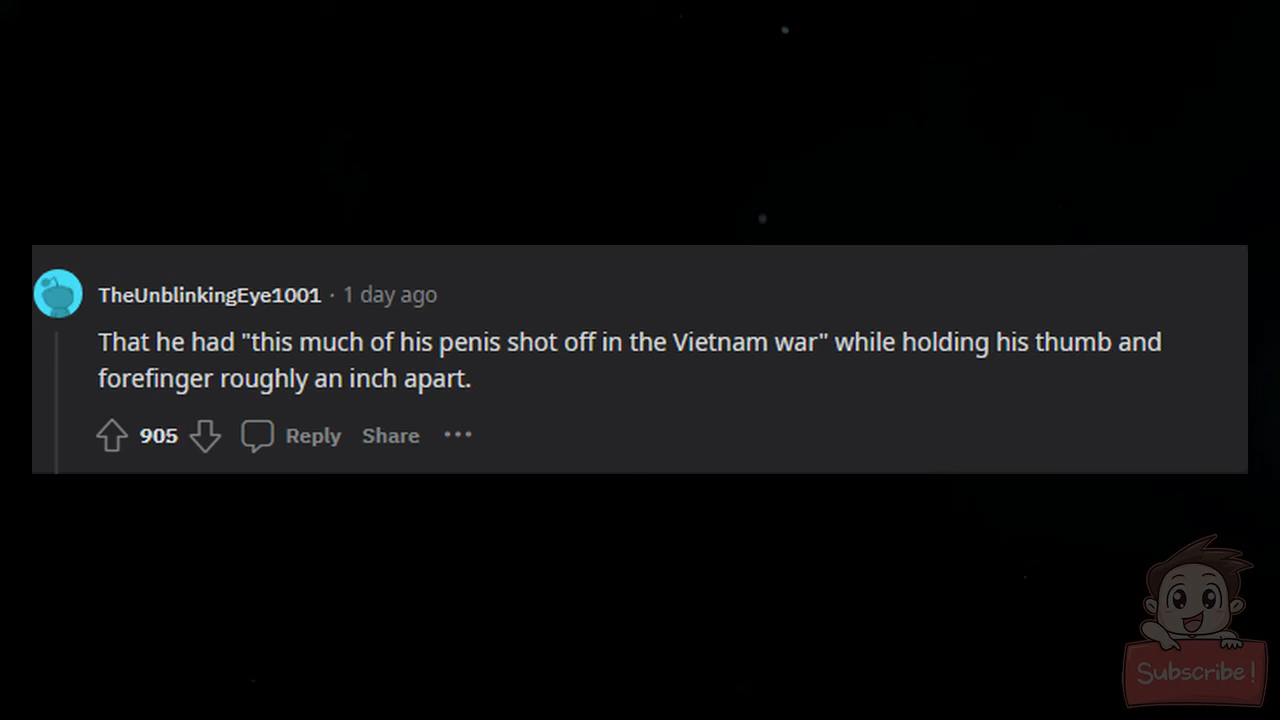 TheUnblinkingEye1001 · 1 day ago
That he had "this much of his penis shot off in the Vietnam war" while holding his thumb and
forefinger roughly an inch apart.
905 Reply Share ···
Subscribe!